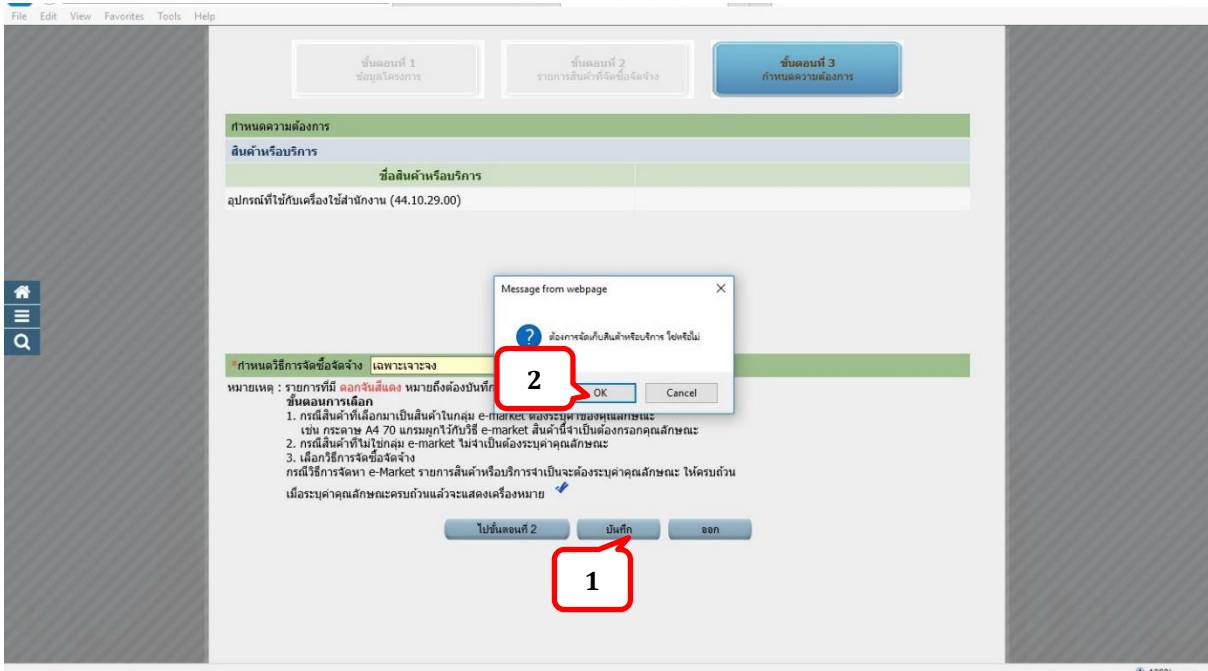 File Edit View Favorites Tools Help
ขั้นตอนที่ 1
ข้อมูลโครงการ
ขั้นตอนที่ 2
รายการสินค้าที่จัดซื้อจัดจ้าง
ขั้นตอนที่ 3
กำหนดความต้องการ
กำหนดความต้องการ
สินค้าหรือบริการ
ชื่อสินค้าหรือบริการ
อุปกรณ์ที่ใช้กับเครื่องใช้สำนักงาน (44.10.29.00)
Message from webpage
ต้องการจัดเก็บสินค้าหรือบริการ ใช่หรือไม่
OK Cancel
2
*กำหนดวิธีการจัดซื้อจัดจ้าง เฉพาะเจาะจง
หมายเหตุ : รายการที่มี ดอกจันสีแดง หมายถึงต้องบันทึก
ขั้นตอนการเลือก
1. กรณีสินค้าที่เลือกมาเป็นสินค้าในกลุ่ม e-market ต้องระบุค่าของคุณลักษณะ
เช่น กระดาษ A4 70 แกรมผูกไว้กับวิธี e-market สินค้านี้จำเป็นต้องกรอกคุณลักษณะ
2. กรณีสินค้าที่ไม่ใช่กลุ่ม e-market ไม่จำเป็นต้องระบุค่าคุณลักษณะ
3. เลือกวิธีการจัดซื้อจัดจ้าง
กรณีวิธีการจัดหา e-Market รายการสินค้าหรือบริการจำเป็นจะต้องระบุค่าคุณลักษณะ ให้ครบถ้วน
เมื่อระบุค่าคุณลักษณะครบถ้วนแล้วจะแสดงเครื่องหมาย
ไปขั้นตอนที่ 2 บันทึก ออก
1